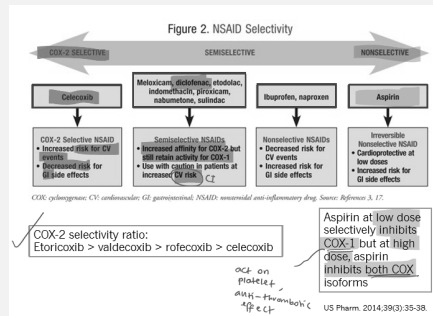 Figure 2. NSAID Selectivity
COX-2 SELECTIVE
SEMISELECTIVE
NONSELECTIVE
Celecoxib
Meloxicam, diclofenac, etodolac,
indomethacin, piroxicam,
nabumetone, sulindac
Ibuprofen, naproxen
Aspirin
COX-2 Selective NSAID
• Increased risk for CV
events
• Decreased risk for
GI side effects
Semiselective NSAIDs
• Increased affinity for COX-2 but
still retain activity for COX-1
• Use with caution in patients at
increased CV risk
CI
Nonselective NSAIDs
• Decreased risk for
CV events
• Increased risk for
GI side effects
Irreversible
Nonselective NSAID
• Cardioprotective at
low doses
• Increased risk for
GI side effects
COX: cyclooxygenase; CV: cardiovascular; GI: gastrointestinal; NSAID: nonsteroidal anti-inflammatory drug. Source: References 3, 17.
COX-2 selectivity ratio:
Etoricoxib > valdecoxib > rofecoxib > celecoxib
Aspirin at low dose
selectively inhibits
COX-1 but at high
dose, aspirin
inhibits both COX
isoforms
act on
platelet,
anti-thrombotic
effect
US Pharm. 2014;39(3):35-38.